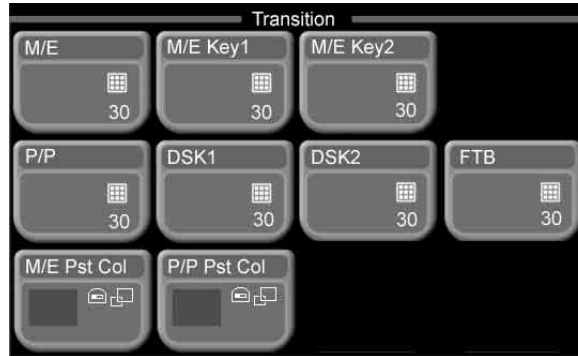 Transition
M/E
30
M/E Key1
30
M/E Key2
30
P/P
30
DSK1
30
DSK2
30
FTB
30
M/E Pst Col
P/P Pst Col